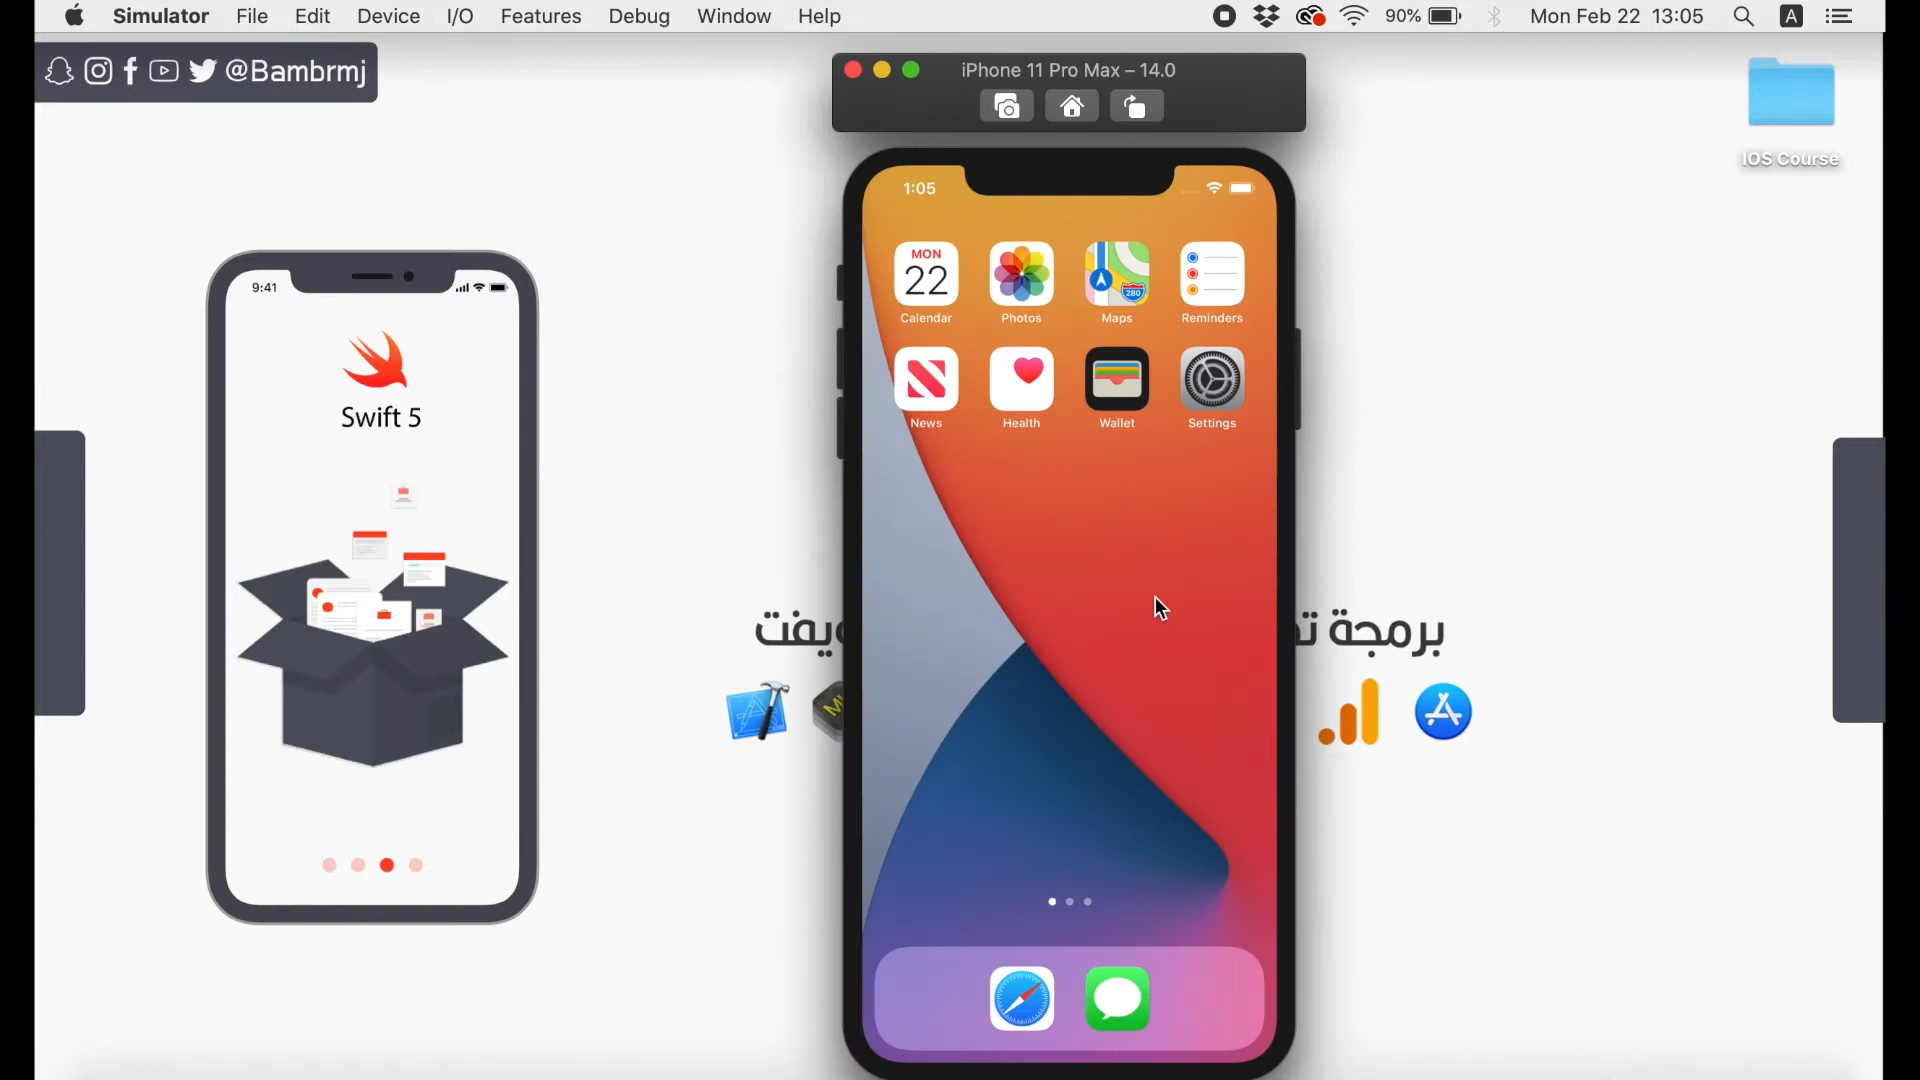 Simulator File Edit Device I/O Features Debug Window Help 90% Mon Feb 22 13:05 A
@Bambrmj
iPhone 11 Pro Max – 14.0
IOS Course
1:05
MON
22
280
Calendar Photos Maps Reminders
News Health Wallet Settings
9:41
Swift 5
برمجة